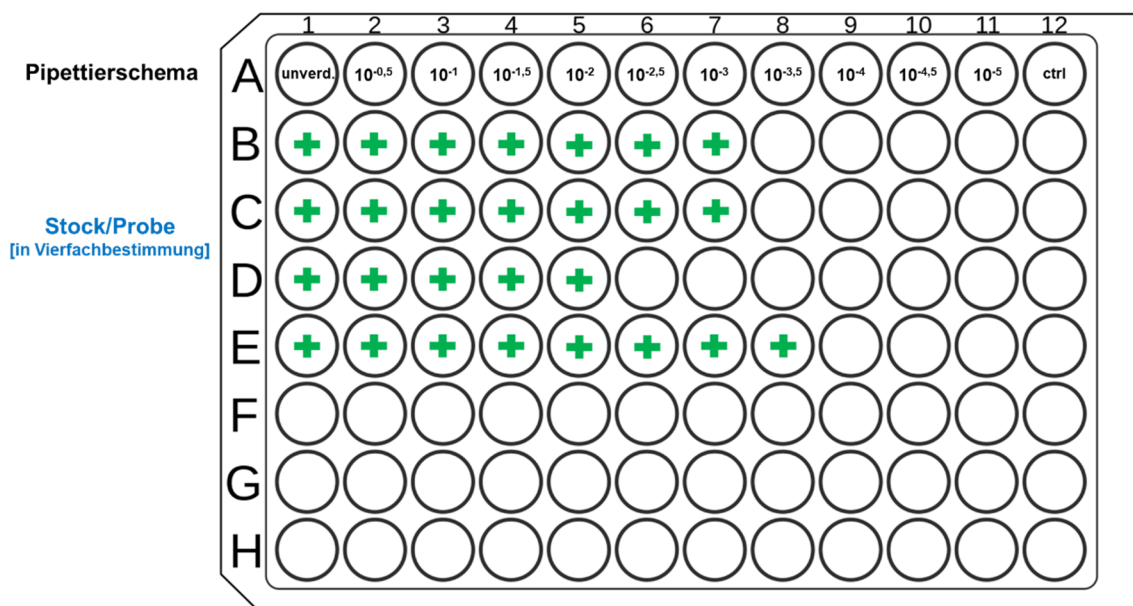 1 2 3 4 5 6 7 8 9 10 11 12
Pipettierschema A unverd. 10^-0,5 10^-1 10^-1,5 10^-2 10^-2,5 10^-3 10^-3,5 10^-4 10^-4,5 10^-5 ctrl
B
C
Stock/Probe
[in Vierfachbestimmung]
D
E
F
G
H